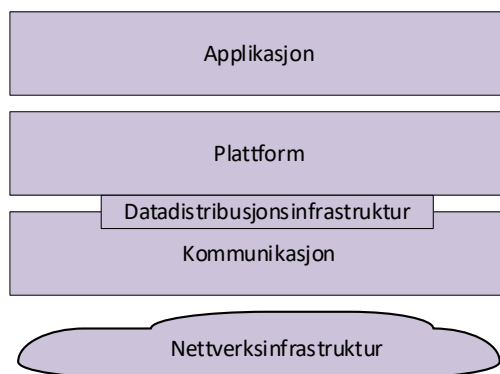 Applikasjon
Plattform
Datadistribusjonsinfrastruktur
Kommunikasjon
Nettverksinfrastruktur